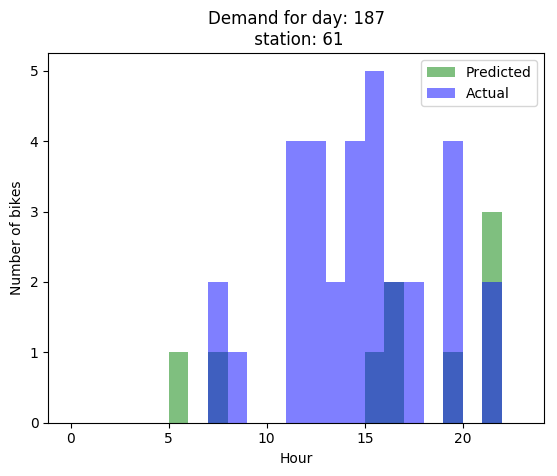 Demand for day: 187
station: 61
Predicted
Actual
Number of bikes
5
4
3
2
1
0
0 5 10 15 20
Hour